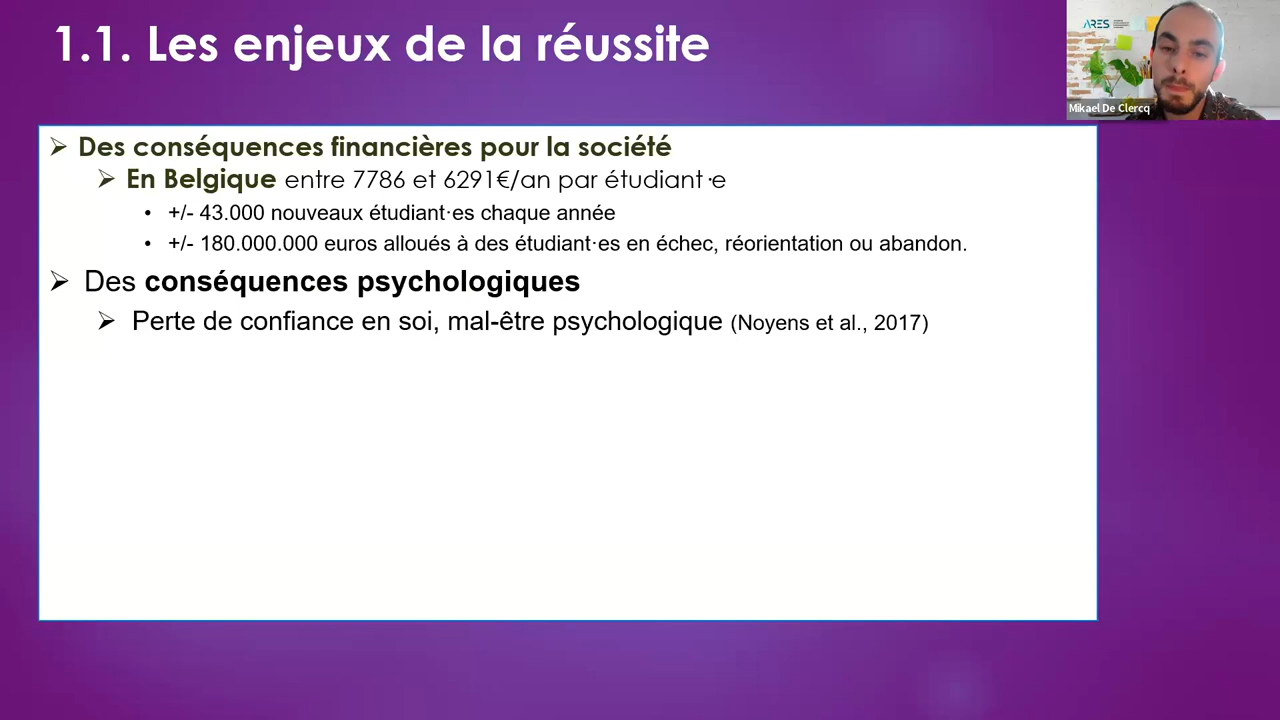 1.1. Les enjeux de la réussite
ARES
Mikael De Clercq
➢ Des conséquences financières pour la société
➢ En Belgique entre 7786 et 6291€/an par étudiant·e
• +/- 43.000 nouveaux étudiant·es chaque année
• +/- 180.000.000 euros alloués à des étudiant·es en échec, réorientation ou abandon.
➢ Des conséquences psychologiques
➢ Perte de confiance en soi, mal-être psychologique (Noyens et al., 2017)